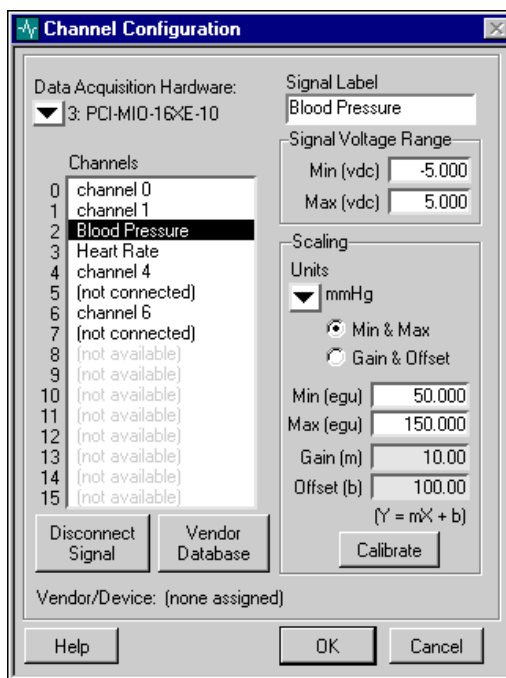 Channel Configuration
Data Acquisition Hardware:
3: PCI-MIO-16XE-10
Channels
0 channel 0
1 channel 1
2 Blood Pressure
3 Heart Rate
4 channel 4
5 (not connected)
6 channel 6
7 (not connected)
8 (not available)
9 (not available)
10 (not available)
11 (not available)
12 (not available)
13 (not available)
14 (not available)
15 (not available)
Disconnect
Signal
Vendor
Database
Vendor/Device: (none assigned)
Signal Label
Blood Pressure
Signal Voltage Range
Min (vdc) -5.000
Max (vdc) 5.000
Scaling
Units
mmHg
Min & Max
Gain & Offset
Min (egu) 50.000
Max (egu) 150.000
Gain (m) 10.00
Offset (b) 100.00
(Y = mX + b)
Calibrate
Help
OK
Cancel